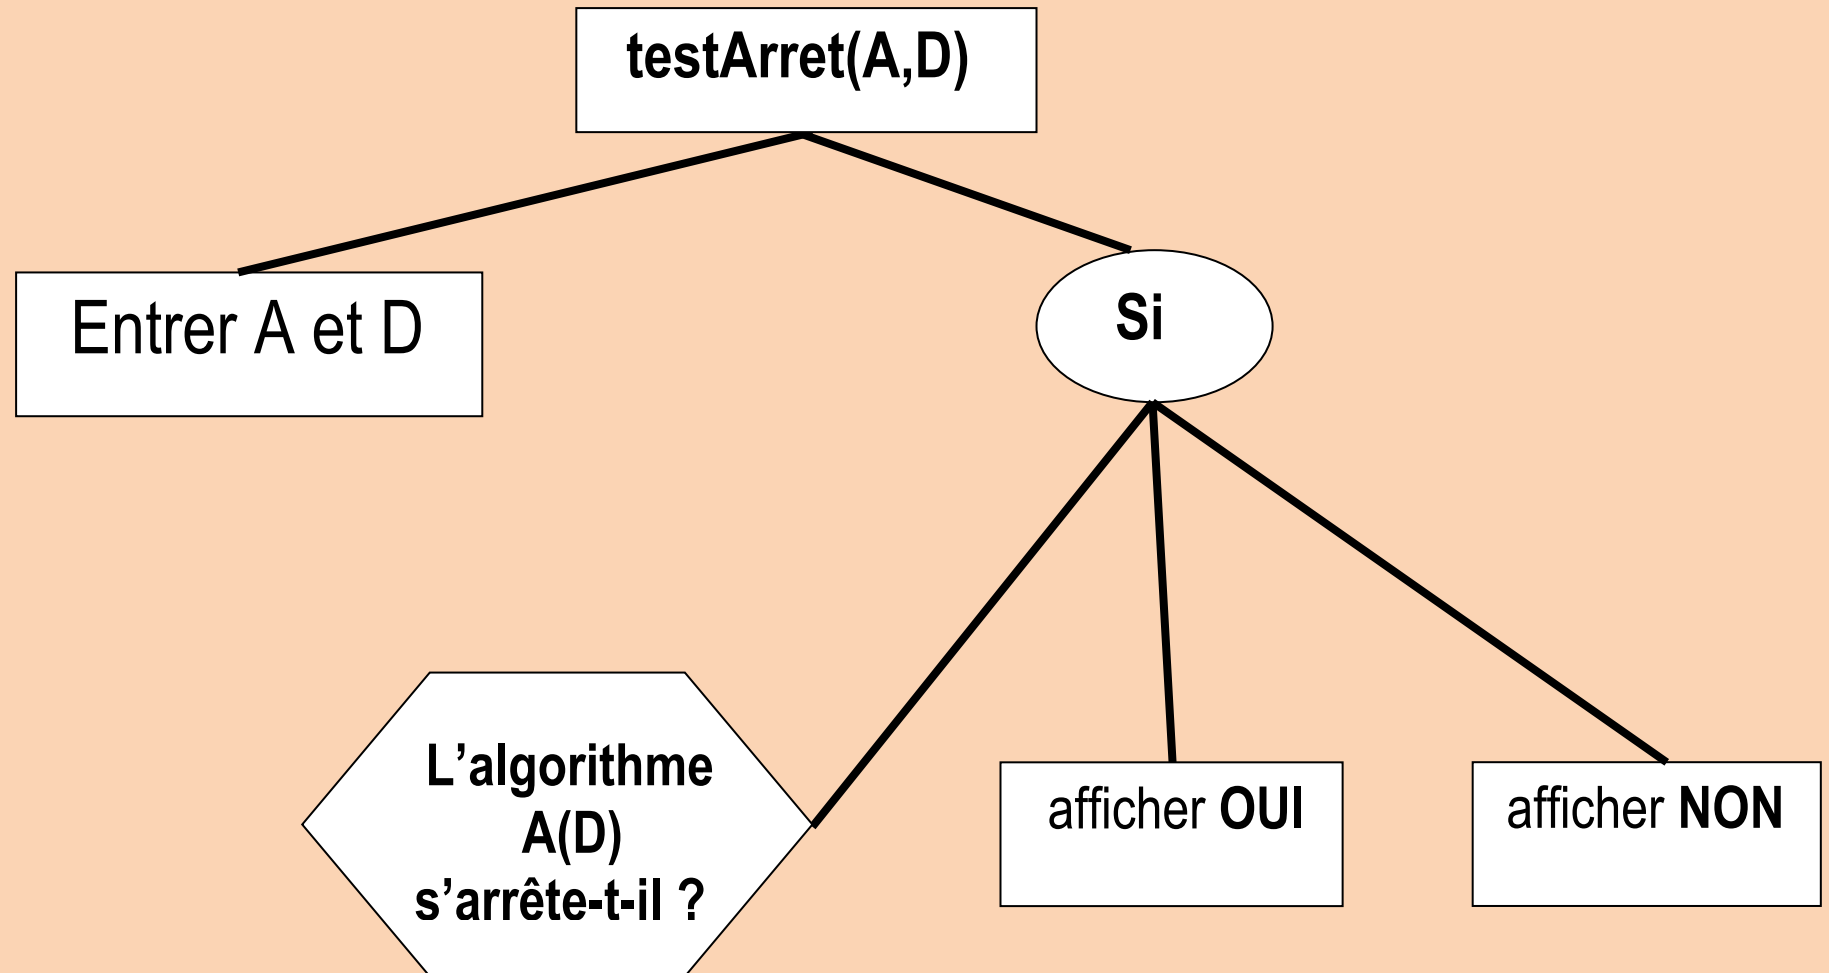 testArret(A,D)
Entrer A et D
Si
L’algorithme
A(D)
s’arrête-t-il ?
afficher OUI
afficher NON